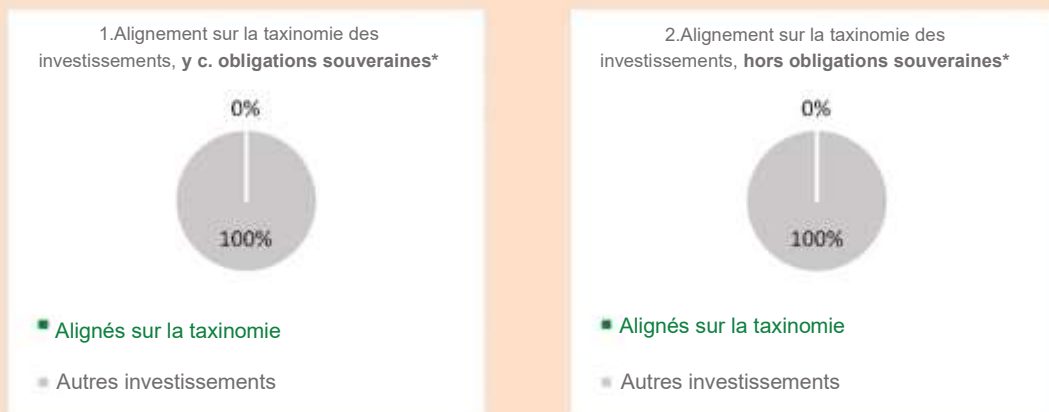 1.Alignement sur la taxinomie des
investissements, y c. obligations souveraines*
0%
100%
Alignés sur la taxinomie
Autres investissements
2.Alignement sur la taxinomie des
investissements, hors obligations souveraines*
0%
100%
Alignés sur la taxinomie
Autres investissements